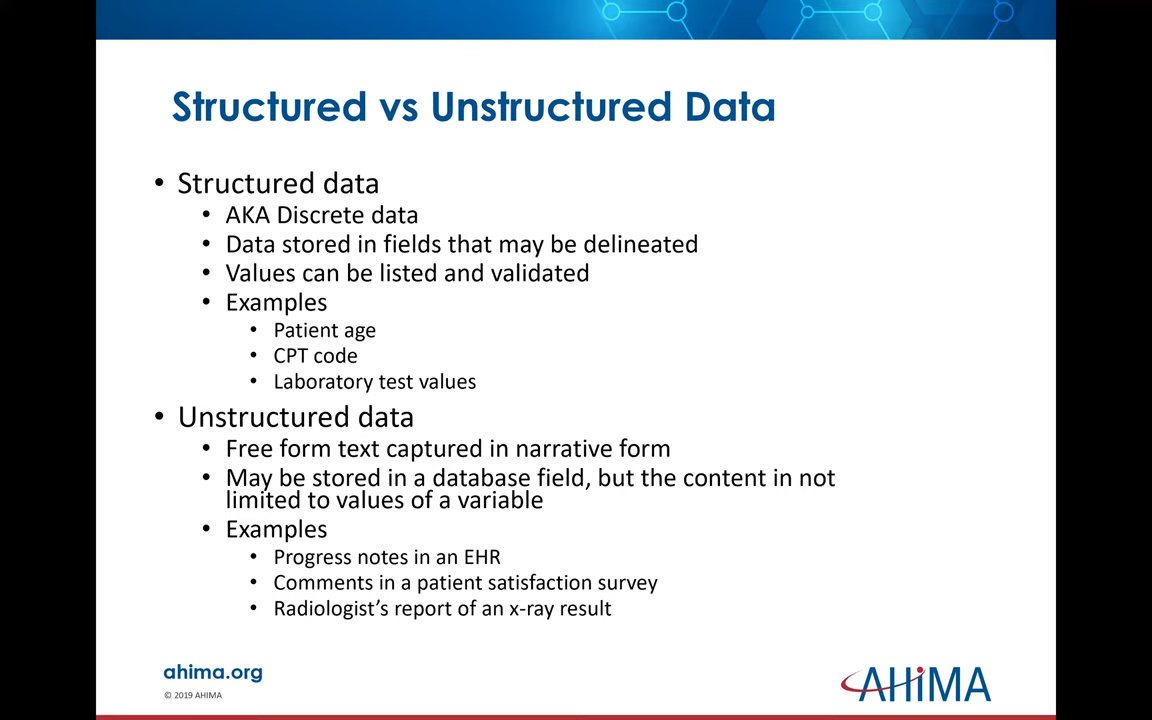 Structured vs Unstructured Data
• Structured data
• AKA Discrete data
• Data stored in fields that may be delineated
• Values can be listed and validated
• Examples
• Patient age
• CPT code
• Laboratory test values
• Unstructured data
• Free form text captured in narrative form
• May be stored in a database field, but the content in not
limited to values of a variable
• Examples
• Progress notes in an EHR
• Comments in a patient satisfaction survey
• Radiologist’s report of an x-ray result
ahima.org
© 2019 AHIMA
AHiMA